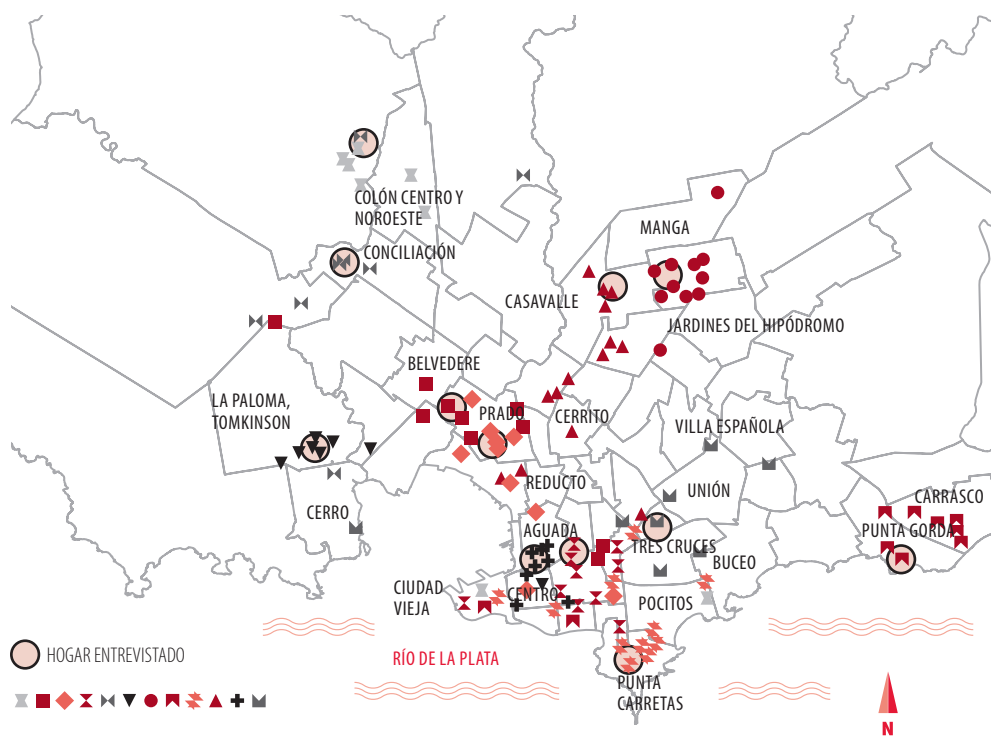 COLÓN CENTRO Y
NOROESTE
MANGA
CONCILIACIÓN
CASAVALLE
JARDINES DEL HIPÓDROMO
BELVEDERE
LA PALOMA,
TOMKINSON
PRADO
CERRITO
VILLA ESPAÑOLA
REDUCTO
UNIÓN
CERRO
CARRASCO
AGUADA
PUNTA GORDA
TRES CRUCES
BUCEO
CIUDAD
VIEJA
CENTRO
POCITOS
HOGAR ENTREVISTADO
RÍO DE LA PLATA
PUNTA
CARRETAS
N